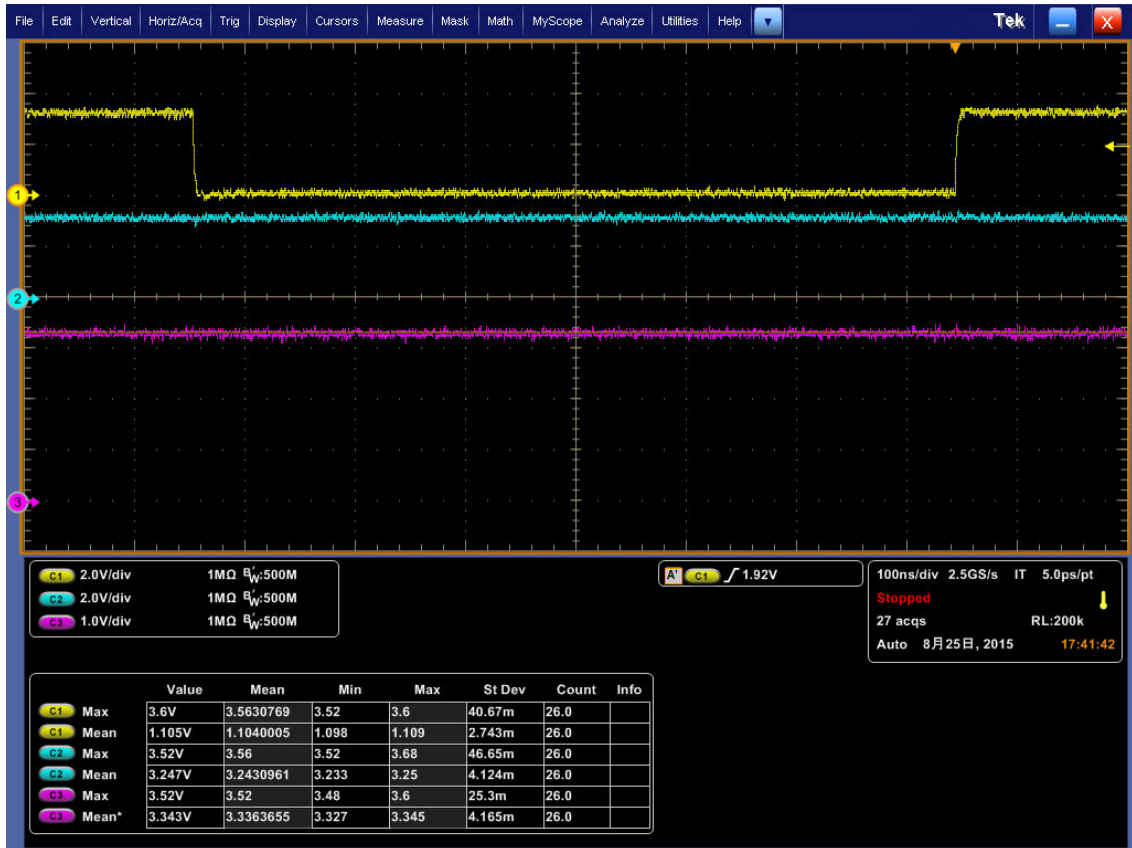 File Edit Vertical Horiz/Acq Trig Display Cursors Measure Mask Math MyScope Analyze Utilities Help Tek X
1
2
3
C1 2.0V/div 1MΩ B'W:500M
C2 2.0V/div 1MΩ B'W:500M
C3 1.0V/div 1MΩ B'W:500M
A' C1 1.92V
100ns/div 2.5GS/s IT 5.0ps/pt
Stopped
27 acqs RL:200k
Auto 8月25日, 2015 17:41:42
Value Mean Min Max St Dev Count Info
C1 Max 3.6V 3.5630769 3.52 3.6 40.67m 26.0
C1 Mean 1.105V 1.1040005 1.098 1.109 2.743m 26.0
C2 Max 3.52V 3.56 3.52 3.68 46.65m 26.0
C2 Mean 3.247V 3.2430961 3.233 3.25 4.124m 26.0
C3 Max 3.52V 3.52 3.48 3.6 25.3m 26.0
C3 Mean* 3.343V 3.3363655 3.327 3.345 4.165m 26.0